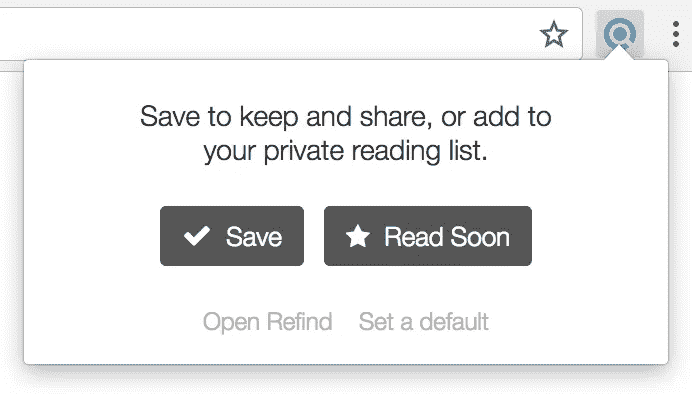 Save to keep and share, or add to
your private reading list.
Save
Read Soon
Open Refind
Set a default